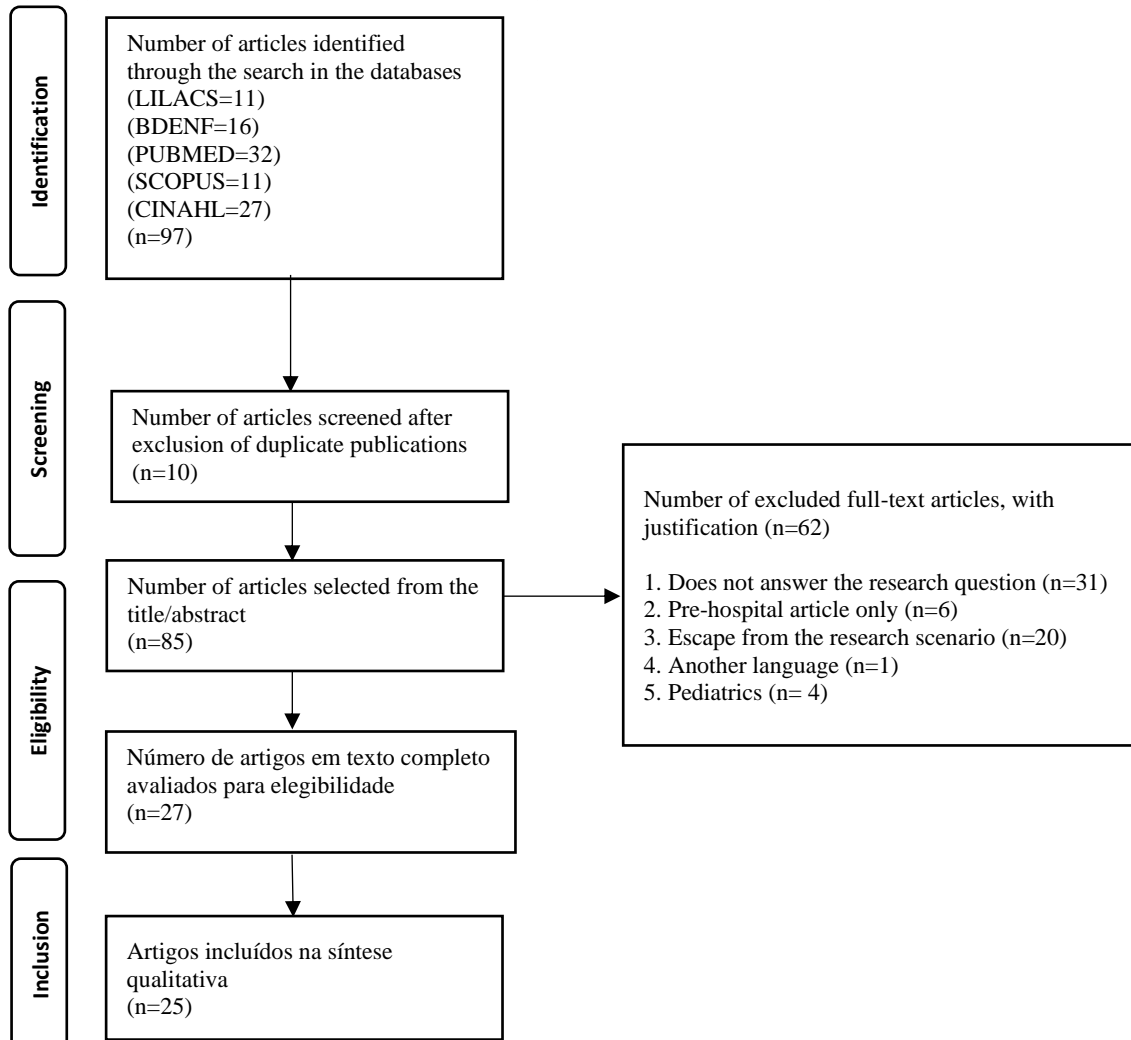 Identification
Number of articles identified
through the search in the databases
(LILACS=11)
(BDENF=16)
(PUBMED=32)
(SCOPUS=11)
(CINAHL=27)
(n=97)
Screening
Number of articles screened after
exclusion of duplicate publications
(n=10)
Number of excluded full-text articles, with
justification (n=62)
1. Does not answer the research question (n=31)
2. Pre-hospital article only (n=6)
3. Escape from the research scenario (n=20)
4. Another language (n=1)
5. Pediatrics (n= 4)
Eligibility
Number of articles selected from the
title/abstract
(n=85)
Número de artigos em texto completo
avaliados para elegibilidade
(n=27)
Inclusion
Artigos incluídos na síntese
qualitativa
(n=25)